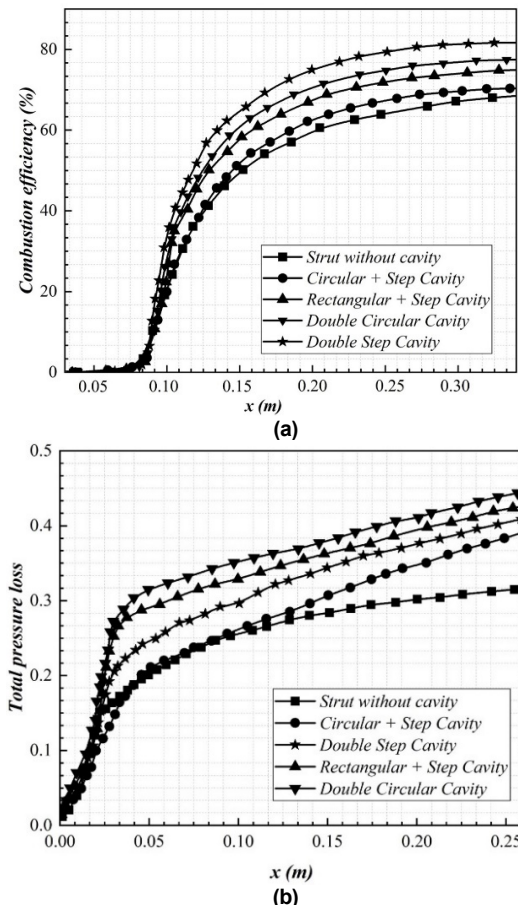 Combustion efficiency (%)
80
60
40
20
0
Strut without cavity
Circular + Step Cavity
Rectangular + Step Cavity
Double Circular Cavity
Double Step Cavity
0.05 0.10 0.15 0.20 0.25 0.30
x (m)
(a)
Total pressure loss
0.5
0.4
0.3
0.2
0.1
0.0
Strut without cavity
Circular + Step Cavity
Double Step Cavity
Rectangular + Step Cavity
Double Circular Cavity
0.00 0.05 0.10 0.15 0.20 0.25
x (m)
(b)